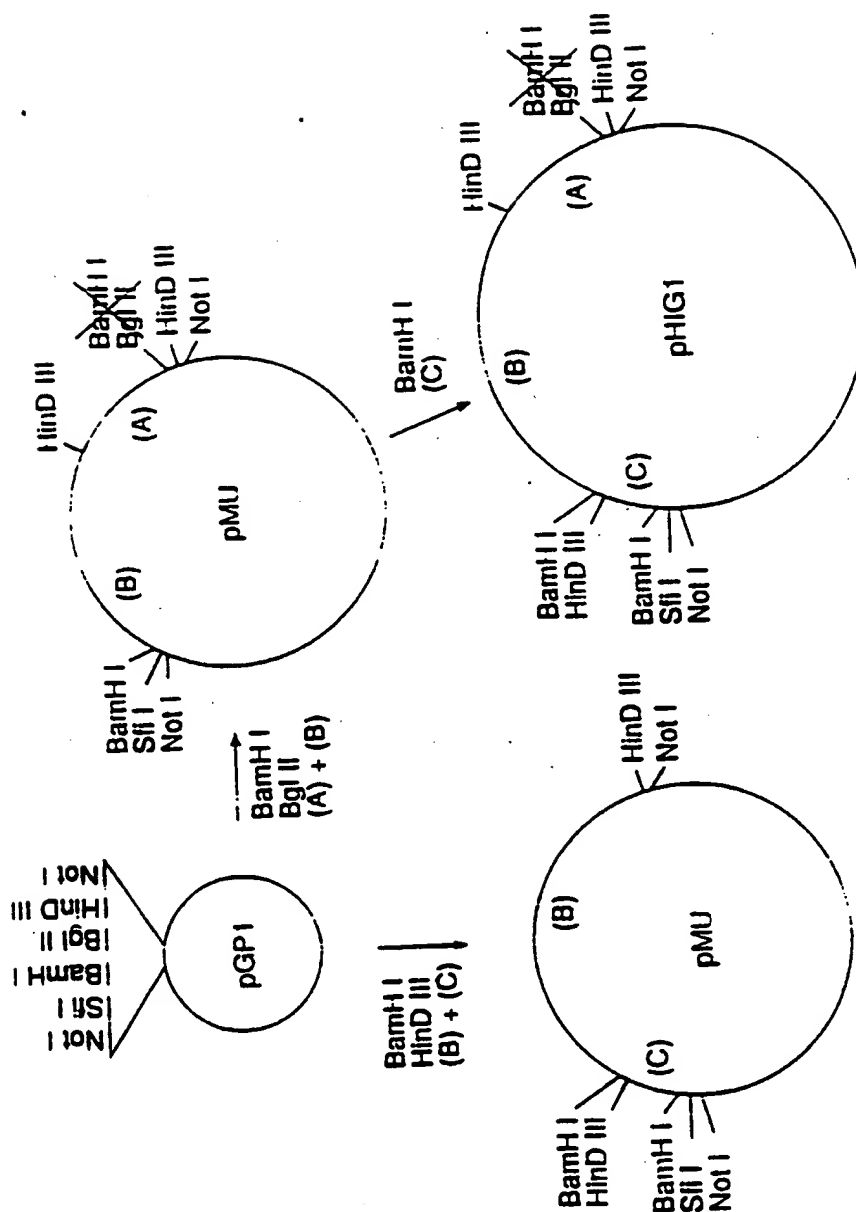 Not I
Sfi I
BamH I
Bgl II
HinD III
Not I
pGP1
BamH I
Bgl II
(A) + (B)
BamH I
Sfi I
Not I
(B)
(A)
pMU
HinD III
BamH I
Bgl II
HinD III
Not I
BamH I
HinD III
(B) + (C)
BamH I
(C)
BamH I
HinD III
(C)
BamH I
Sfi I
Not I
(B)
pMU
HinD III
Not I
BamH I
HinD III
(C)
BamH I
Sfi I
Not I
(B)
(A)
pHIG1
HinD III
BamH I
Bgl II
HinD III
Not I